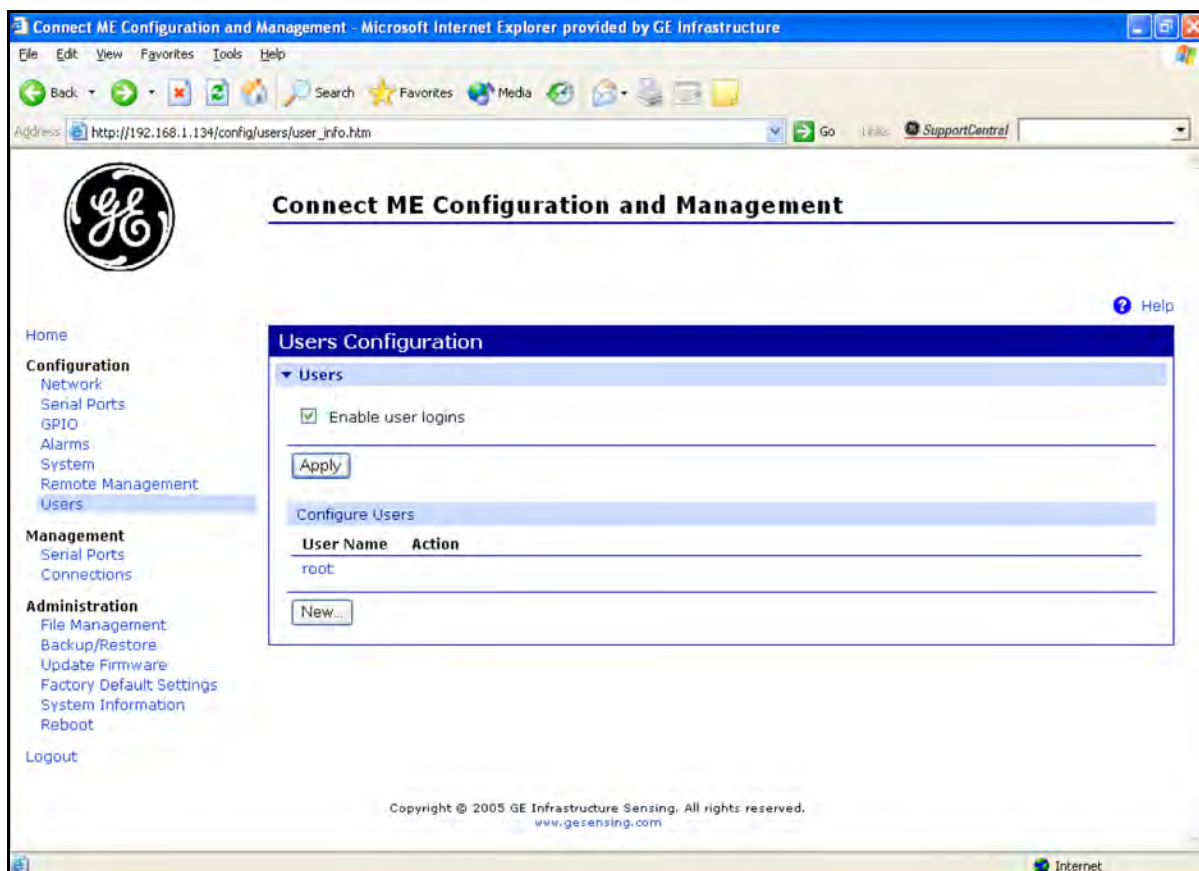 Connect ME Configuration and Management - Microsoft Internet Explorer provided by GE Infrastructure
File Edit View Favorites Tools Help
Back Search Favorites Media
Address http://192.168.1.134/config/users/user_info.htm Go Links SupportCentral
GE
Connect ME Configuration and Management
Help
Home
Configuration
Network
Serial Ports
GPIO
Alarms
System
Remote Management
Users
Management
Serial Ports
Connections
Administration
File Management
Backup/Restore
Update Firmware
Factory Default Settings
System Information
Reboot
Logout
Users Configuration
Users
Enable user logins
Apply
Configure Users
User Name Action
root
New...
Copyright © 2005 GE Infrastructure Sensing. All rights reserved.
www.gesensing.com
Internet